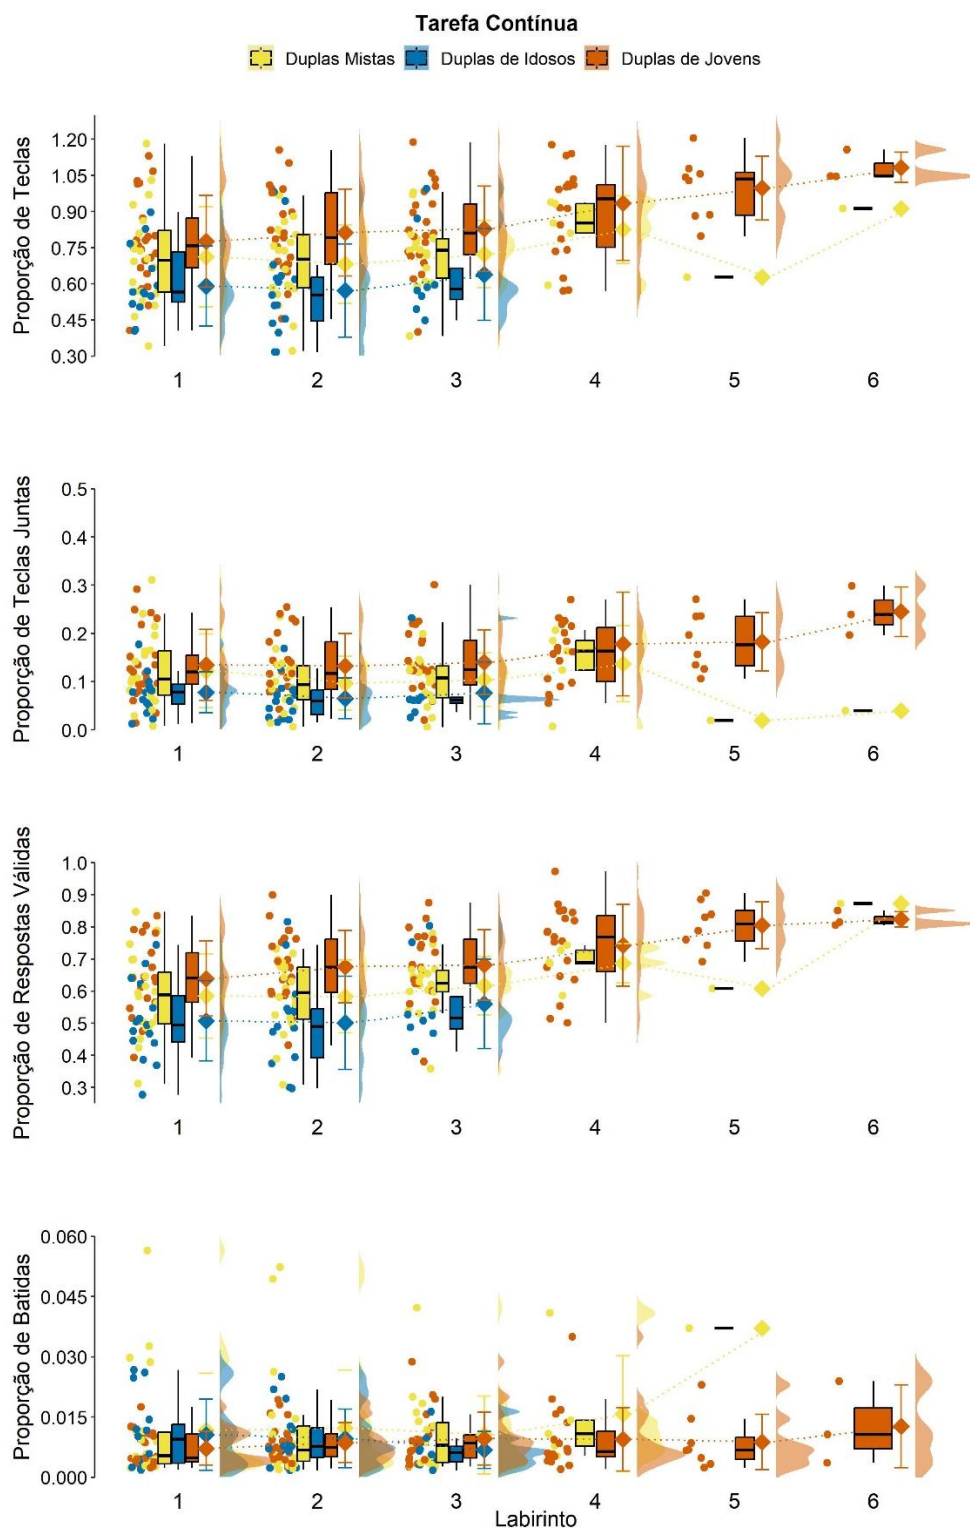 Tarefa Contínua
Duplas Mistas Duplas de Idosos Duplas de Jovens
Proporção de Teclas
1.20
1.05
0.90
0.75
0.60
0.45
0.30
1 2 3 4 5 6
Proporção de Teclas Juntas
0.5
0.4
0.3
0.2
0.1
0.0
1 2 3 4 5 6
Proporção de Respostas Válidas
1.0
0.9
0.8
0.7
0.6
0.5
0.4
0.3
1 2 3 4 5 6
Proporção de Batidas
0.060
0.045
0.030
0.015
0.000
1 2 3 4 5 6
Labirinto